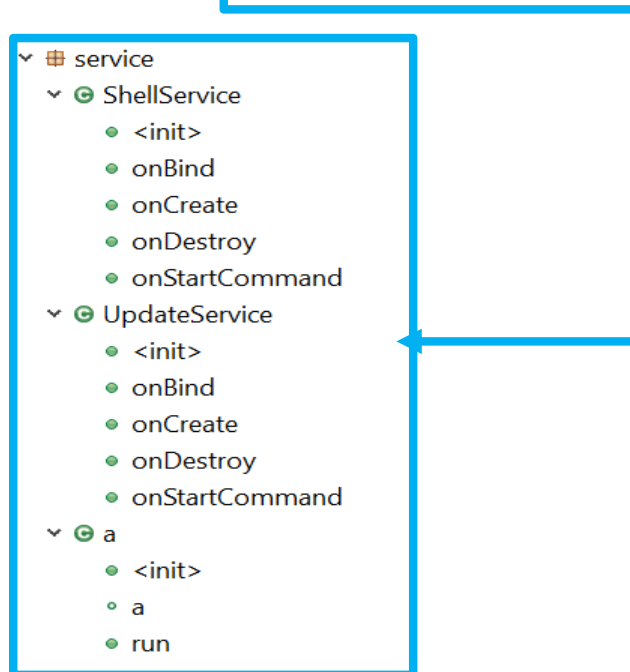 service
ShellService
<init>
onBind
onCreate
onDestroy
onStartCommand
UpdateService
<init>
onBind
onCreate
onDestroy
onStartCommand
a
<init>
a
run